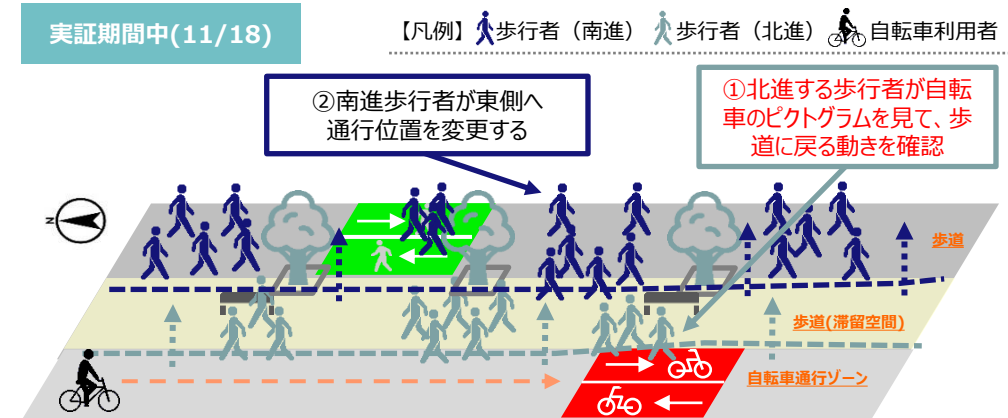 実証期間中(11/18)
【凡例】 歩行者（南進） 歩行者（北進） 自転車利用者
②南進歩行者が東側へ
通行位置を変更する
①北進する歩行者が自転
車のピクトグラムを見て、歩
道に戻る動きを確認
N
歩道
歩道(滞留空間)
自転車通行ゾーン